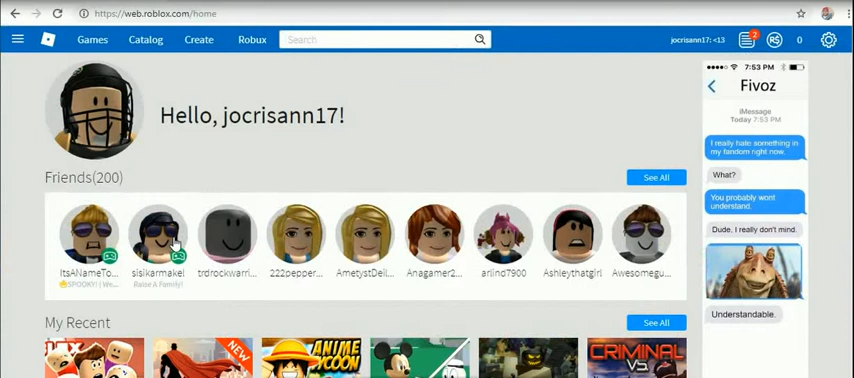 https://web.roblox.com/home
Games Catalog Create Robux Search jocrisann17: <13 2 0
Hello, jocrisann17!
Friends(200) See All
ItsANameTo... sisikarmakel trdrockwarri... 222pepper... AmetystDeil... Anagamer2... arlind7900 Ashleythatgirl Awesomegu...
SPOOKY! | We... Raise A Family!
My Recent See All
NEW ANIME TYCOON CRIMINAL VS.
7:53 PM
Fivoz
iMessage
Today 7:53 PM
I really hate something in
my fandom right now.
What?
You probably wont
understand.
Dude, I really don't mind.
Understandable.